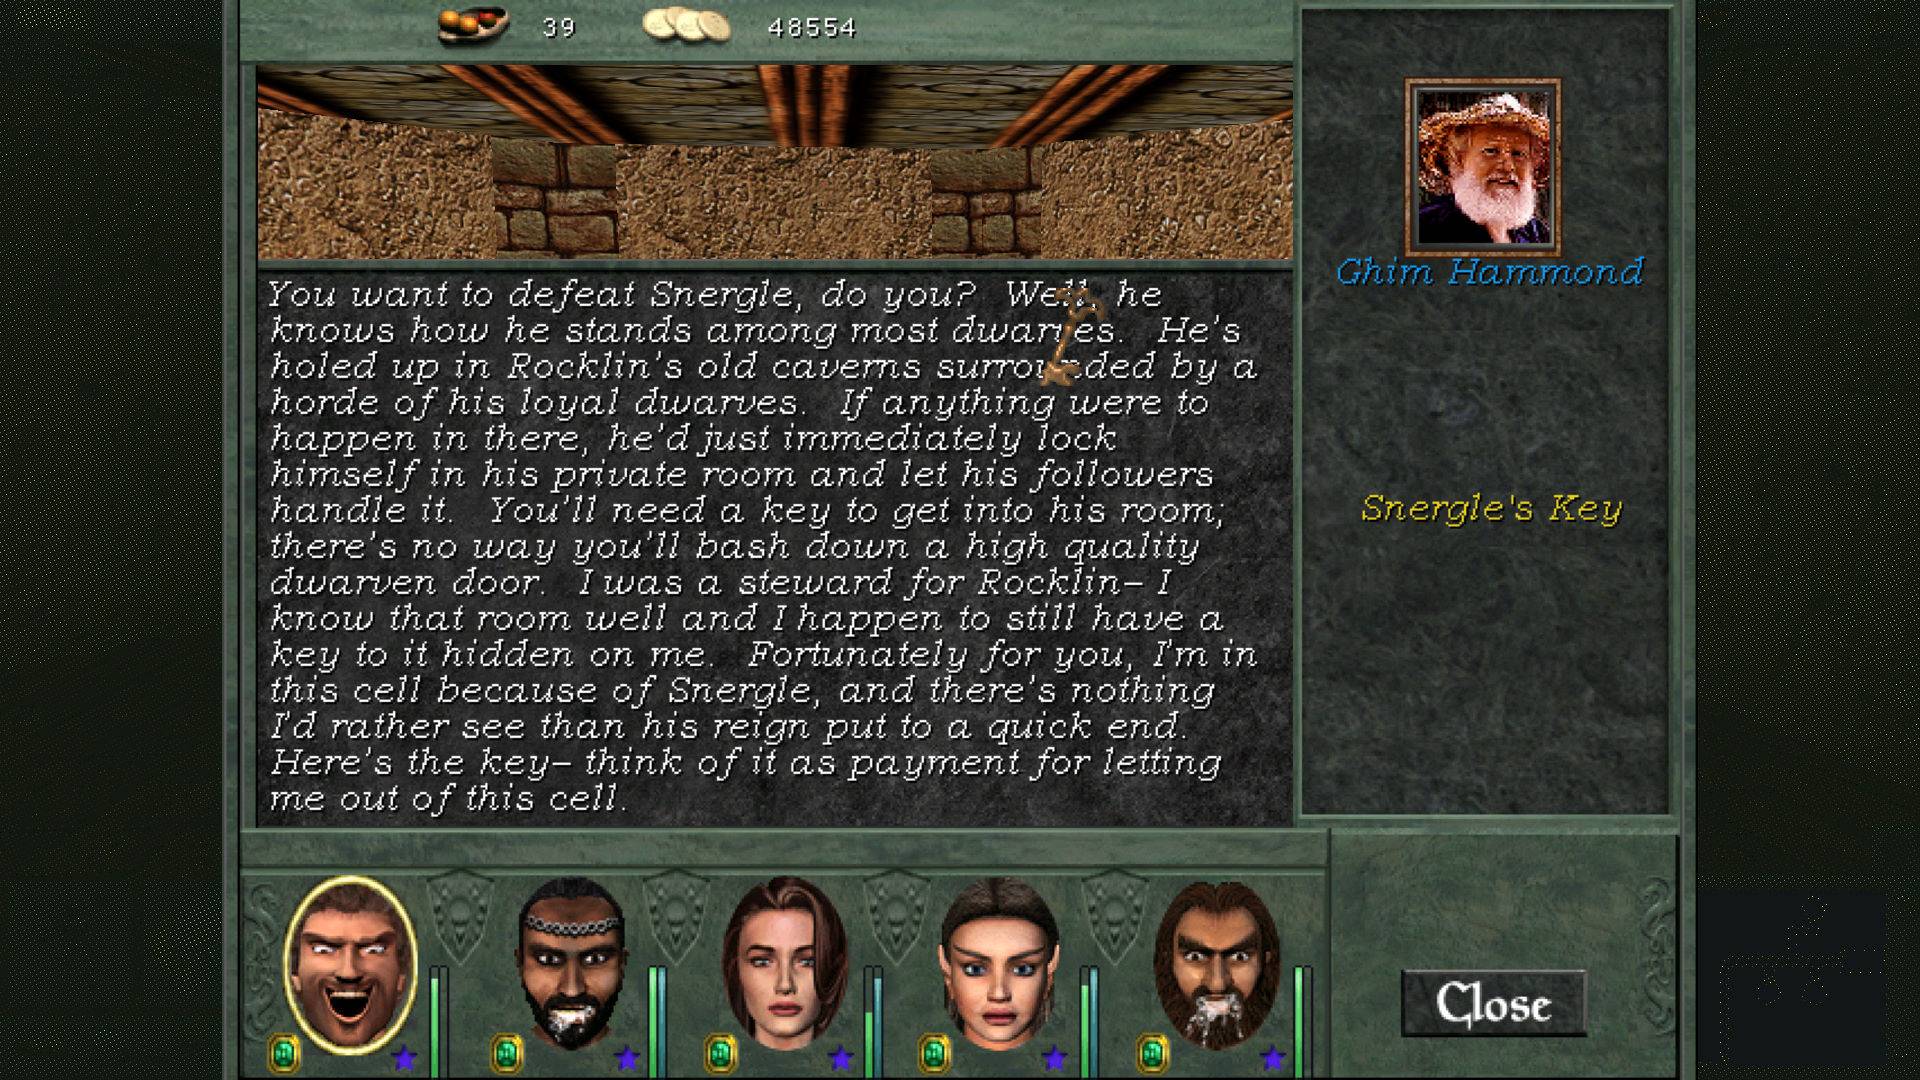 39
48554
You want to defeat Snergle, do you?  Well, he
knows how he stands among most dwarves.  He's
holed up in Rocklin's old caverns surrounded by a
horde of his loyal dwarves.  If anything were to
happen in there, he'd just immediately lock
himself in his private room and let his followers
handle it.  You'll need a key to get into his room;
there's no way you'll bash down a high quality
dwarven door.  I was a steward for Rocklin– I
know that room well and I happen to still have a
key to it hidden on me.  Fortunately for you, I'm in
this cell because of Snergle, and there's nothing
I'd rather see than his reign put to a quick end.
Here's the key– think of it as payment for letting
me out of this cell.
Ghim Hammond
Snergle's Key
Close